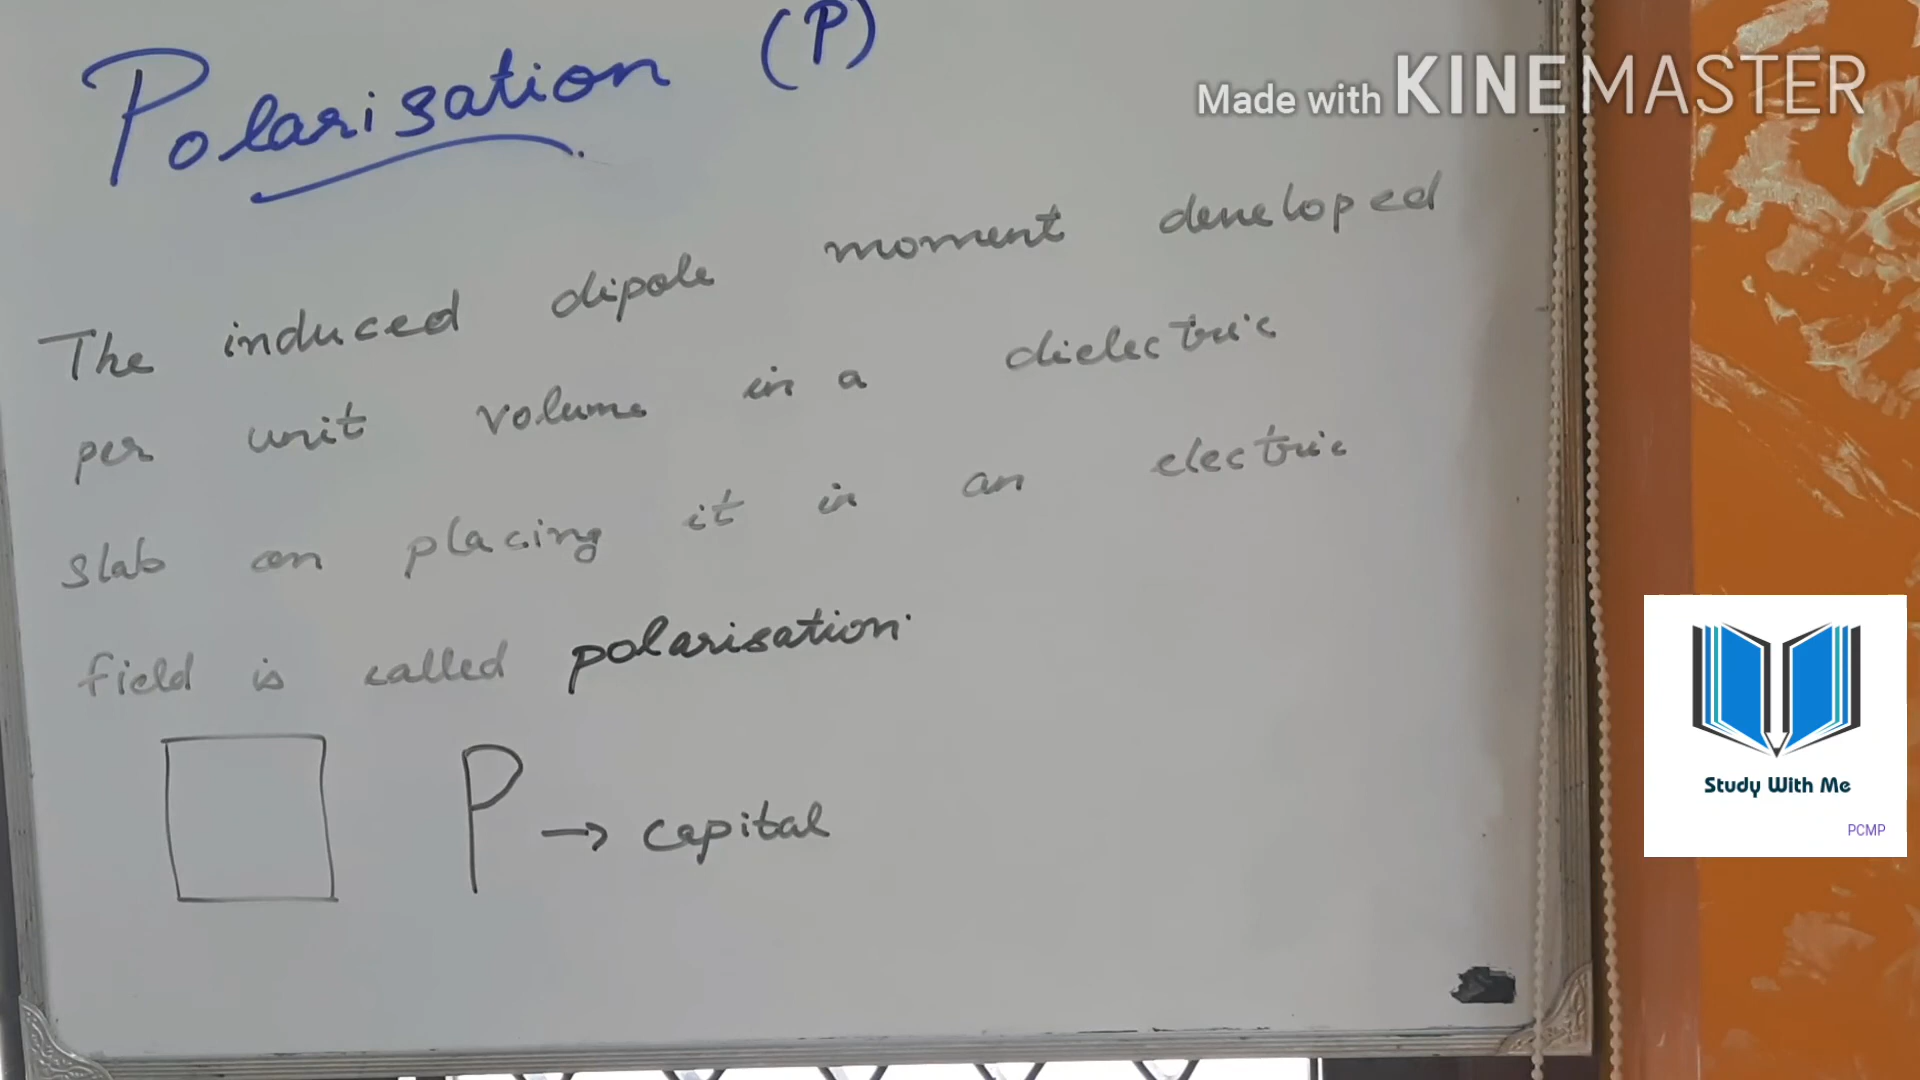 Polarisation (P)
Made with KINEMASTER
The induced dipole moment developed
per unit volume in a dielectric
slab on placing it in an electric
field is called polarisation.
P → capital
Study With Me
PCMP